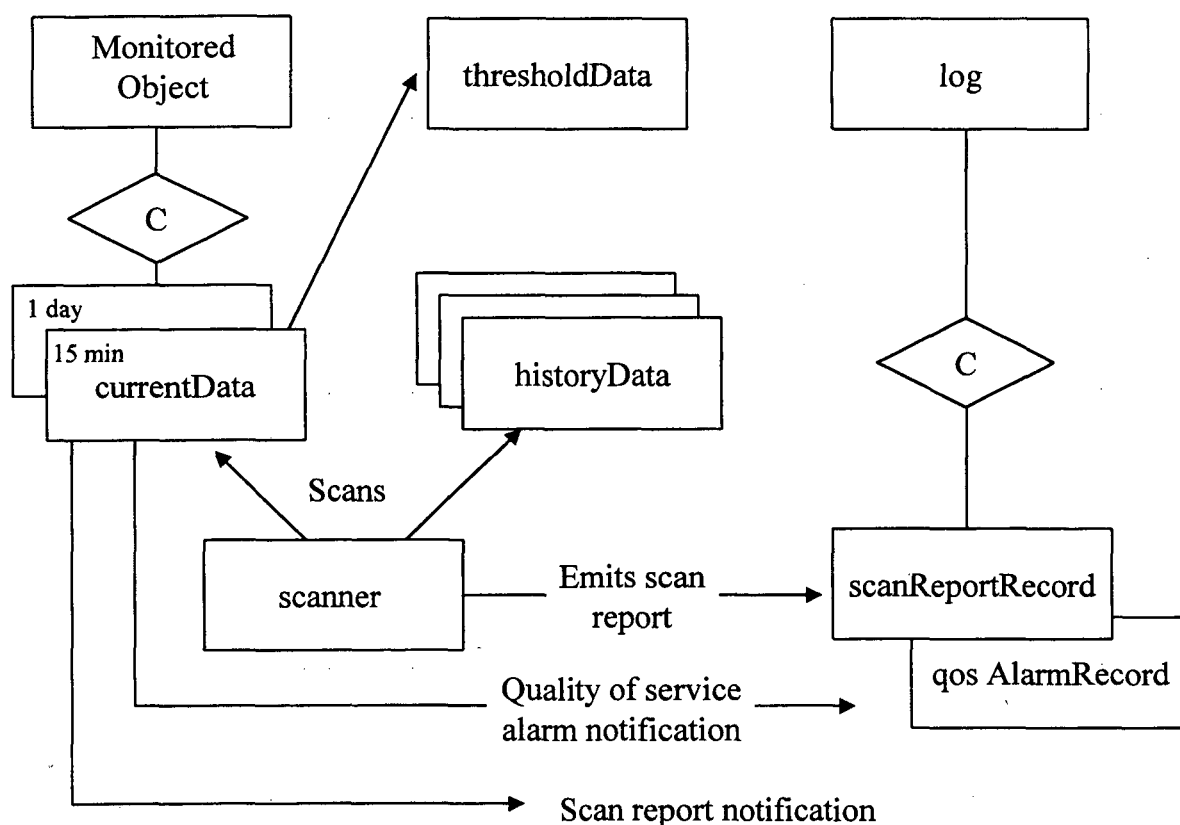 Monitored
Object
thresholdData
log
C
1 day
15 min
currentData
historyData
C
Scans
scanner
Emits scan
report
scanReportRecord
qos AlarmRecord
Quality of service
alarm notification
Scan report notification